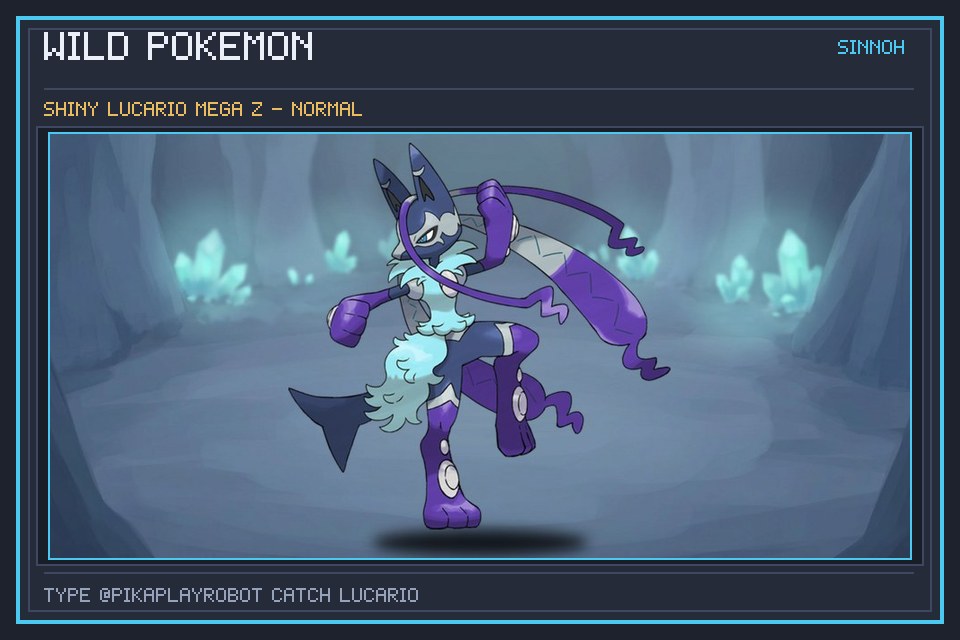 WILD POKEMON
SINNOH
SHINY LUCARIO MEGA Z - NORMAL
TYPE @PIKAPLAYROBOT CATCH LUCARIO